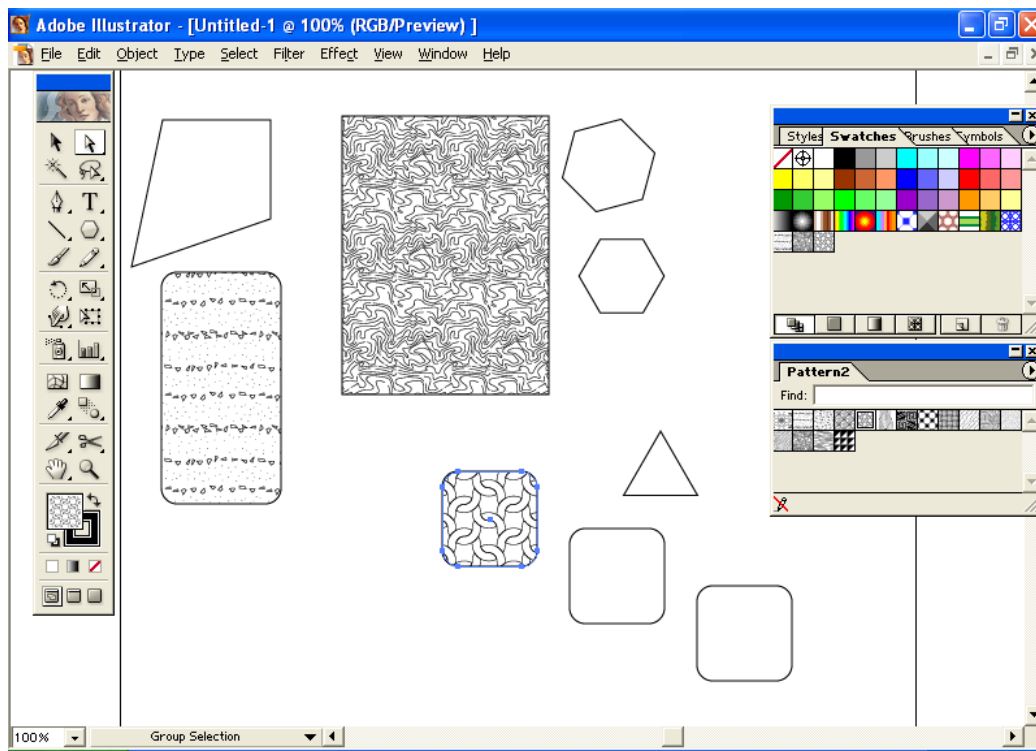 Adobe Illustrator - [Untitled-1 @ 100% (RGB/Preview) ]
File Edit Object Type Select Filter Effect View Window Help
Styles Swatches Brushes Symbols
Pattern2
Find:
T
100% Group Selection